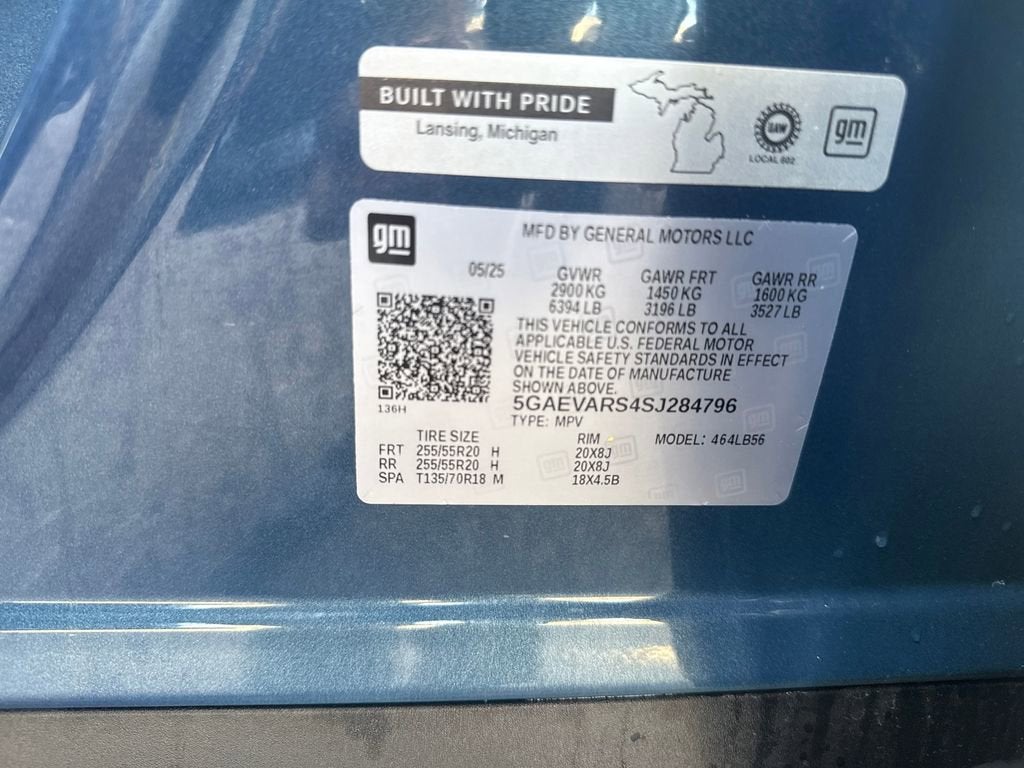 BUILT WITH PRIDE
Lansing, Michigan
UAW
LOCAL 602
gm
gm
MFD BY GENERAL MOTORS LLC
05/25
GVWR GAWR FRT GAWR RR
2900 KG 1450 KG 1600 KG
6394 LB 3196 LB 3527 LB
THIS VEHICLE CONFORMS TO ALL
APPLICABLE U.S. FEDERAL MOTOR
VEHICLE SAFETY STANDARDS IN EFFECT
ON THE DATE OF MANUFACTURE
SHOWN ABOVE.
136H
5GAEVARS4SJ284796
TYPE: MPV
TIRE SIZE RIM MODEL: 464LB56
FRT 255/55R20 H 20X8J
RR 255/55R20 H 20X8J
SPA T135/70R18 M 18X4.5B